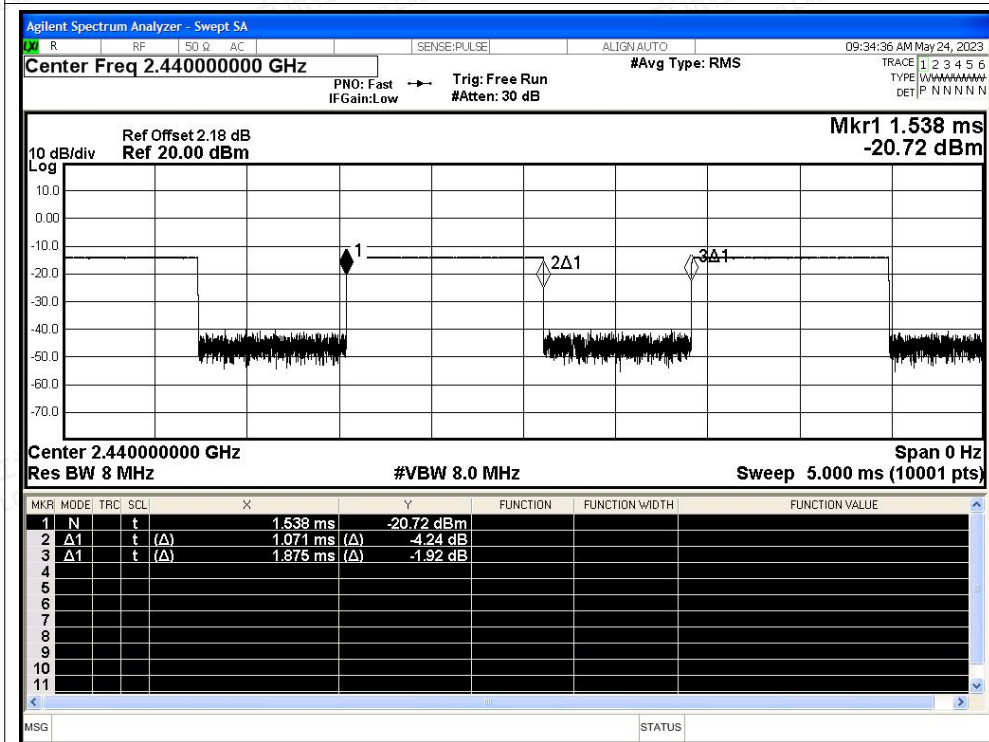 Agilent Spectrum Analyzer - Swept SA
LXI R RF 50 Ω AC SENSE:PULSE ALIGN AUTO 09:34:36 AM May 24, 2023
Center Freq 2.440000000 GHz #Avg Type: RMS TRACE 1 2 3 4 5 6
PNO: Fast Trig: Free Run TYPE W
IFGain:Low #Atten: 30 dB DET P N N N N N
Mkr1 1.538 ms
Ref Offset 2.18 dB
10 dB/div Ref 20.00 dBm -20.72 dBm
Log
10.0
0.00
1
-10.0
2Δ1 3Δ1
-20.0
-30.0
-40.0
-50.0
-60.0
-70.0
Center 2.440000000 GHz Span 0 Hz
Res BW 8 MHz #VBW 8.0 MHz Sweep 5.000 ms (10001 pts)
MKR MODE TRC SCL X Y FUNCTION FUNCTION WIDTH FUNCTION VALUE
1 N t 1.538 ms -20.72 dBm
2 Δ1 t (Δ) 1.071 ms (Δ) -4.24 dB
3 Δ1 t (Δ) 1.875 ms (Δ) -1.92 dB
4
5
6
7
8
9
10
11
MSG STATUS